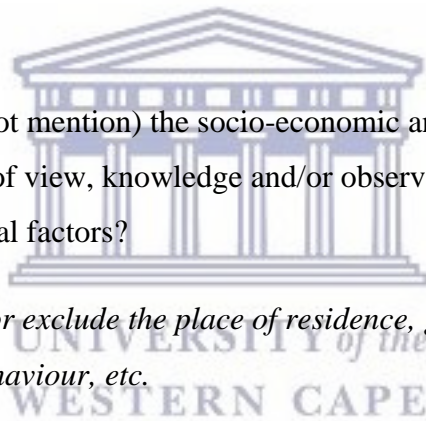 ot mention) the socio-economic ar
of view, knowledge and/or observ
al factors?
or exclude the place of residence,
UNIVERSITY of the
haviour, etc.
WESTERN CAPE